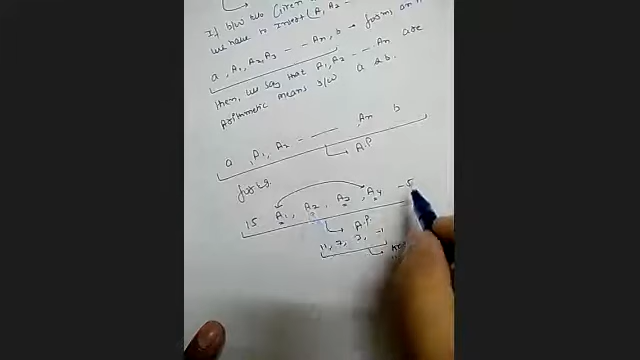 If b/w two Given
we have to insert (A₁, A₂ --
a, A₁, A₂, A₃ --- An, b → forms an
then, we say that A₁, A₂ --- An are
Arithmetic means b/w a & b.
a A₁, A₂ -- —— , An b
→ A.P
for eg.
15 A₁, A₂, A₃, A₄ -5
→ A.P.
11, 7, 3, -1